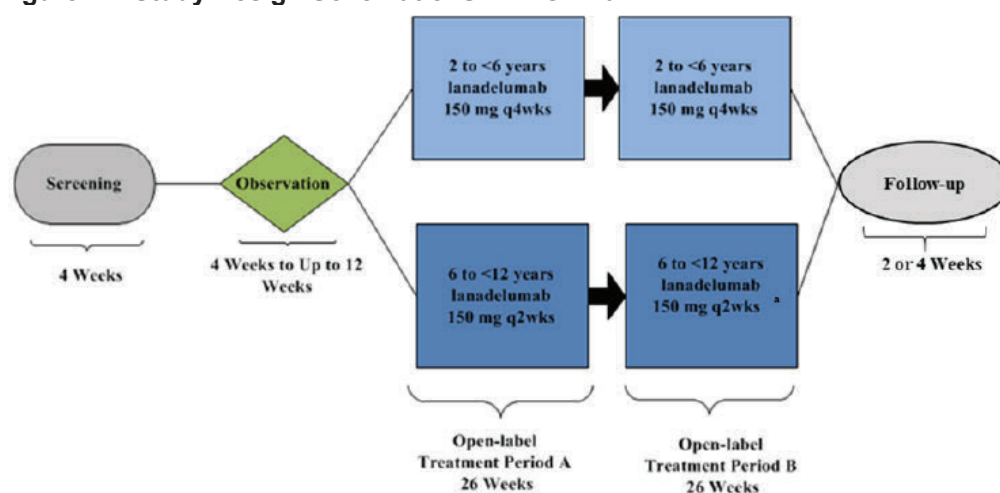 2 to <6 years
lanadelumab
150 mg q4wks
2 to <6 years
lanadelumab
150 mg q4wks
Screening
Observation
Follow-up
4 Weeks
4 Weeks to Up to 12
Weeks
2 or 4 Weeks
6 to <12 years
lanadelumab
150 mg q2wks
6 to <12 years
lanadelumab
150 mg q2wks a
Open-label
Treatment Period A
26 Weeks
Open-label
Treatment Period B
26 Weeks